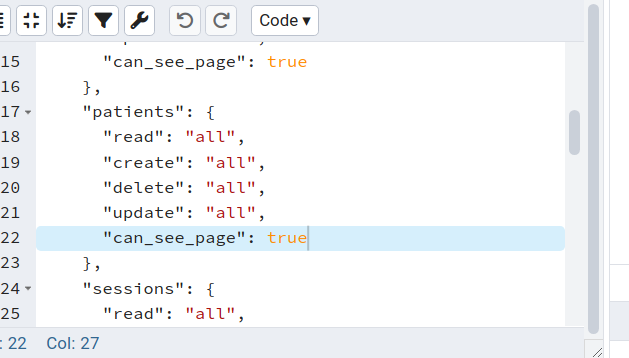 Code ▾
15 "can_see_page": true
16 },
17 "patients": {
18 "read": "all",
19 "create": "all",
20 "delete": "all",
21 "update": "all",
22 "can_see_page": true
23 },
24 "sessions": {
25 "read": "all",
: 22 Col: 27